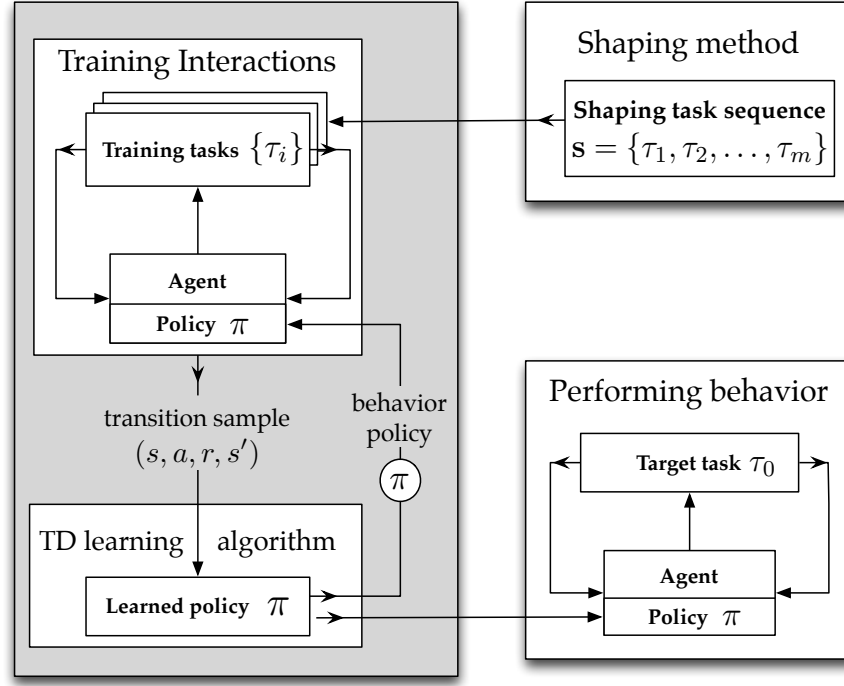 Training Interactions
Training tasks {τᵢ}
Agent
Policy π
transition sample
(s, a, r, s′)
behavior
policy
π
TD learning algorithm
Learned policy π
Shaping method
Shaping task sequence
s = {τ₁, τ₂, . . . , τₘ}
Performing behavior
Target task τ₀
Agent
Policy π